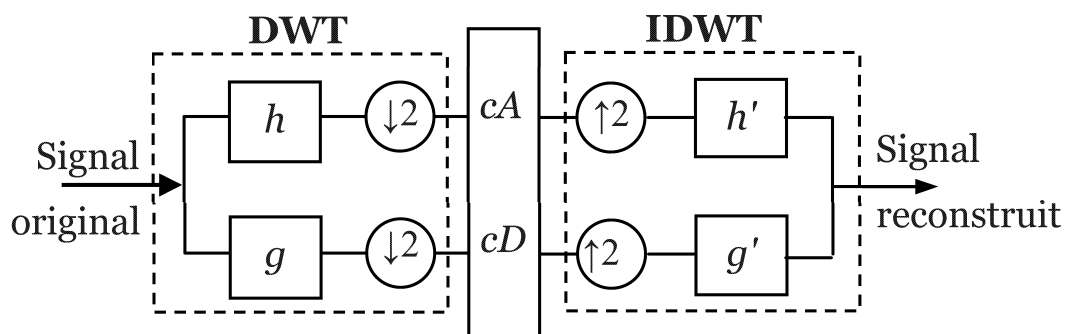 DWT
IDWT
Signal
original
h
↓2
cA
↑2
h'
g
↓2
cD
↑2
g'
Signal
reconstruit